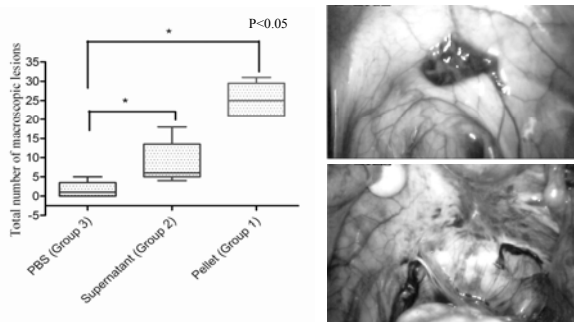 P<0.05
*
*
Total number of macroscopic lesions
35
30
25
20
15
10
5
0
-5
PBS (Group 3)
Supernatant (Group 2)
Pellet (Group 1)